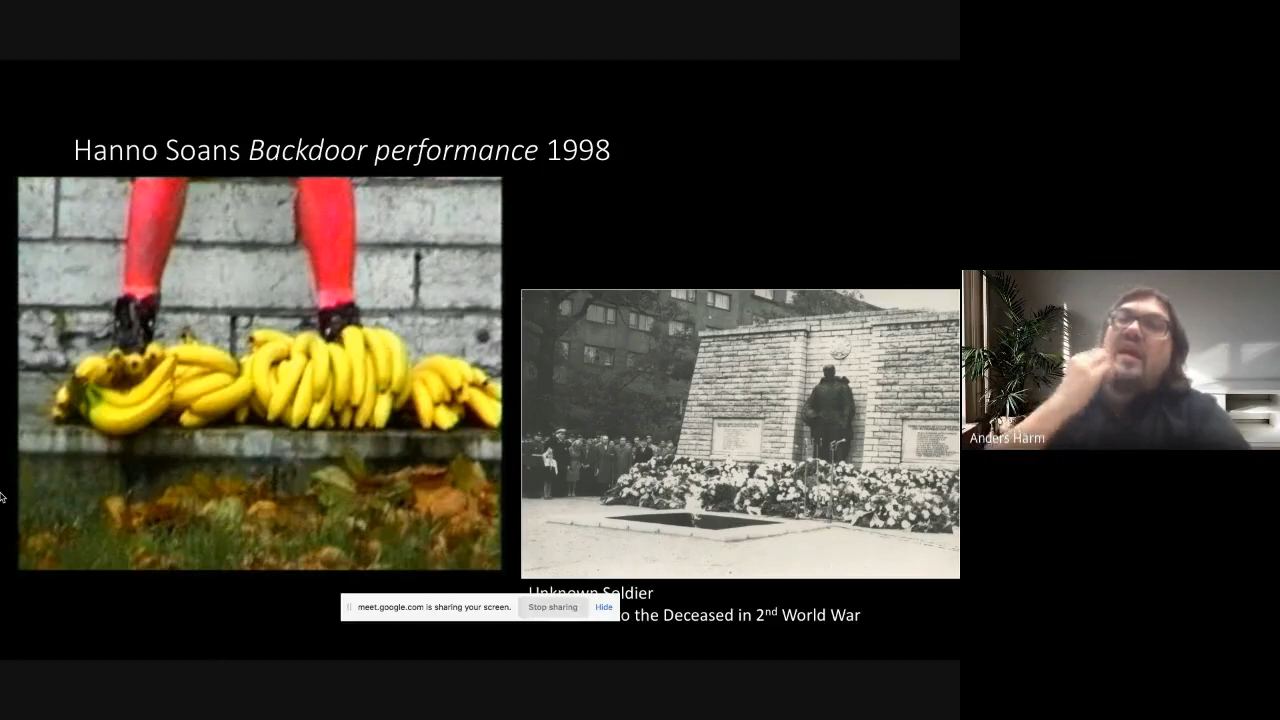 Hanno Soans Backdoor performance 1998
Anders Härm
Unknown Soldier
meet.google.com is sharing your screen. Stop sharing Hide
o the Deceased in 2nd World War